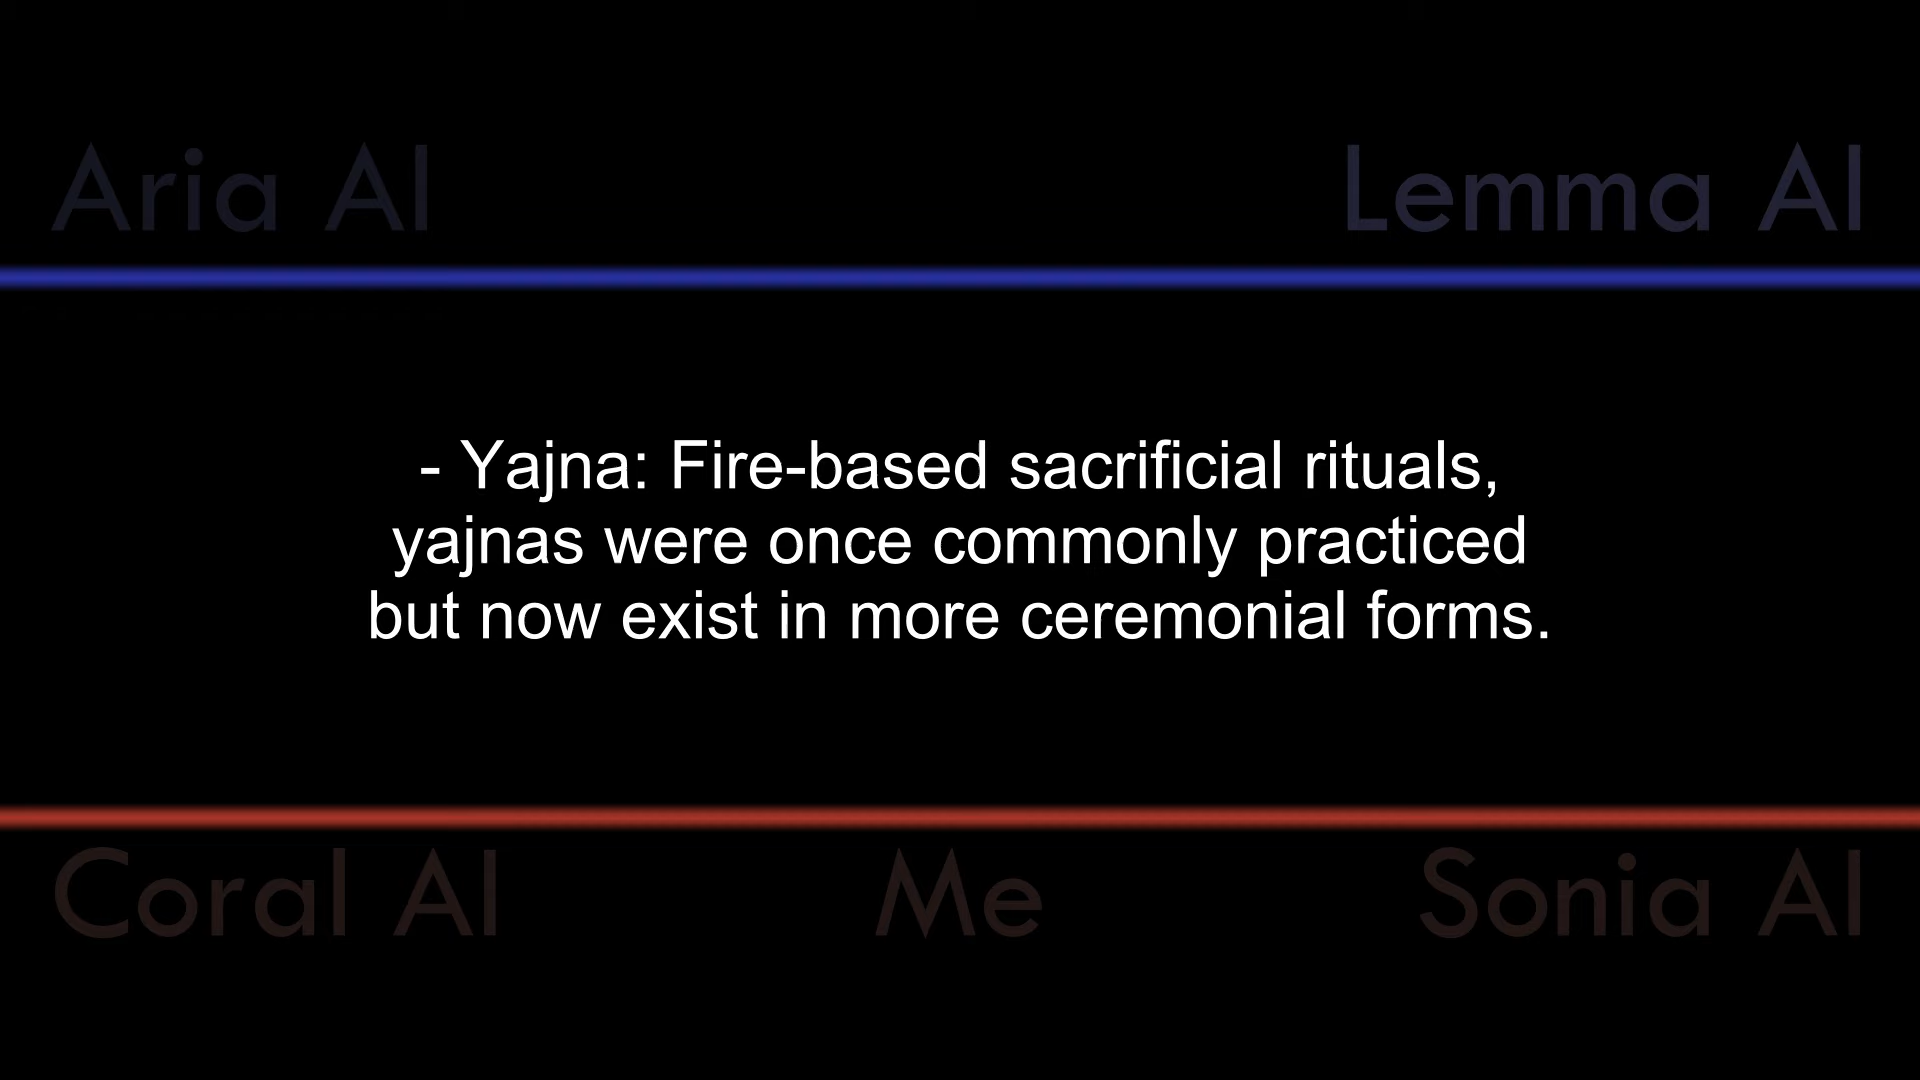 Aria AI
Lemma AI
- Yajna: Fire-based sacrificial rituals,
yajnas were once commonly practiced
but now exist in more ceremonial forms.
Coral AI
Me
Sonia AI